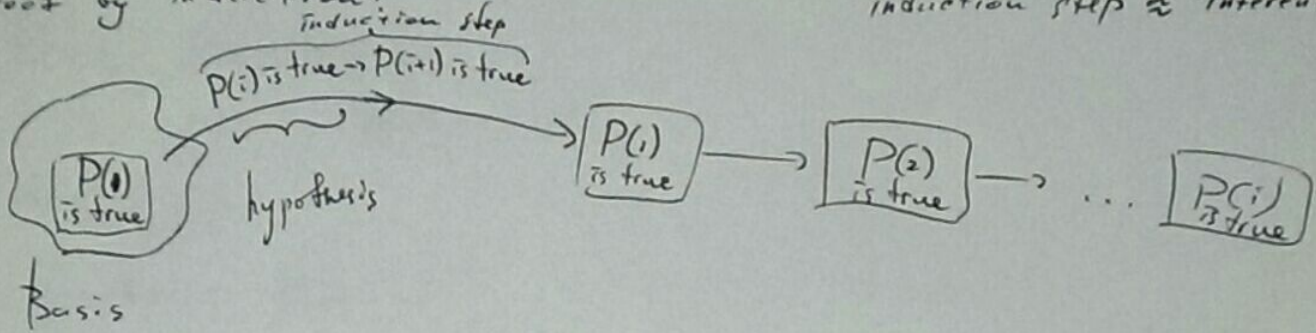 by induction step ≈
induction step
P(i) is true → P(i+1) is true
P( )
is true
hypothesis
P(1)
is true
P(2)
is true
...
P(i)
is true
Basis